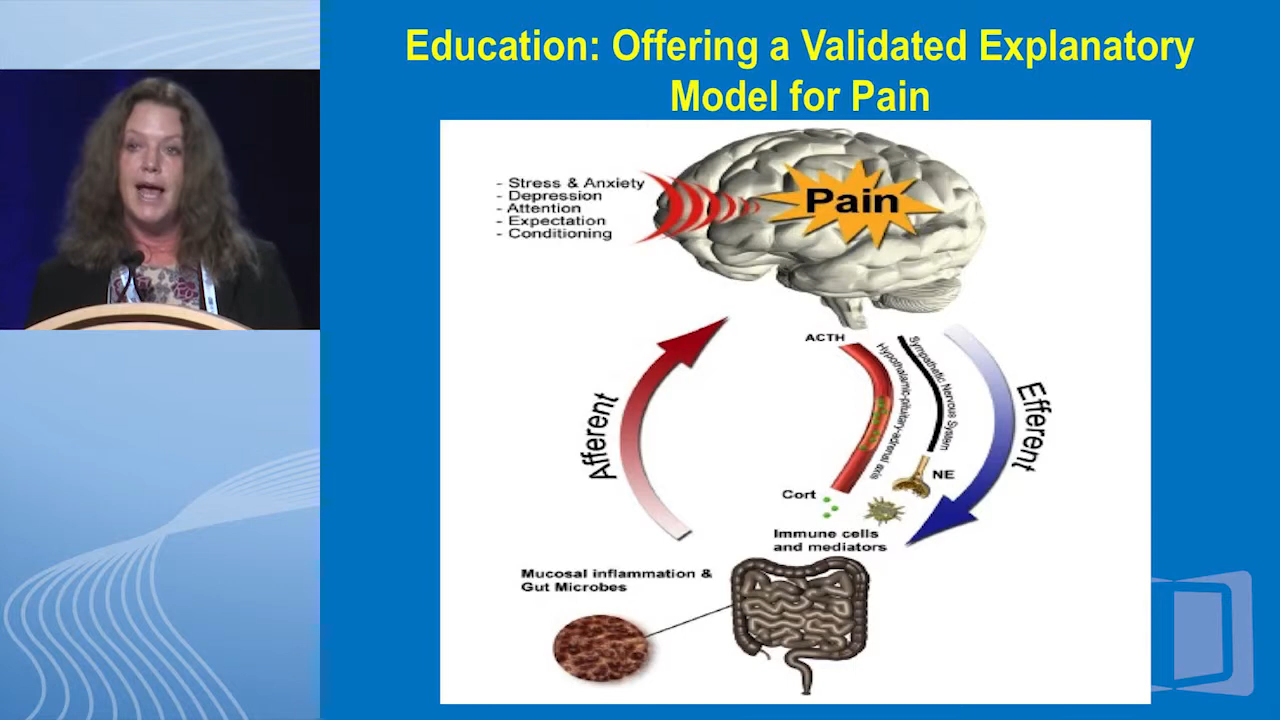 Education: Offering a Validated Explanatory
Model for Pain
- Stress & Anxiety
- Depression
- Attention
- Expectation
- Conditioning
Pain
ACTH
Hypothalamic-pituitary-adrenal axis
Sympathetic Nervous System
Afferent
Efferent
NE
Cort
Immune cells
and mediators
Mucosal inflammation &
Gut Microbes